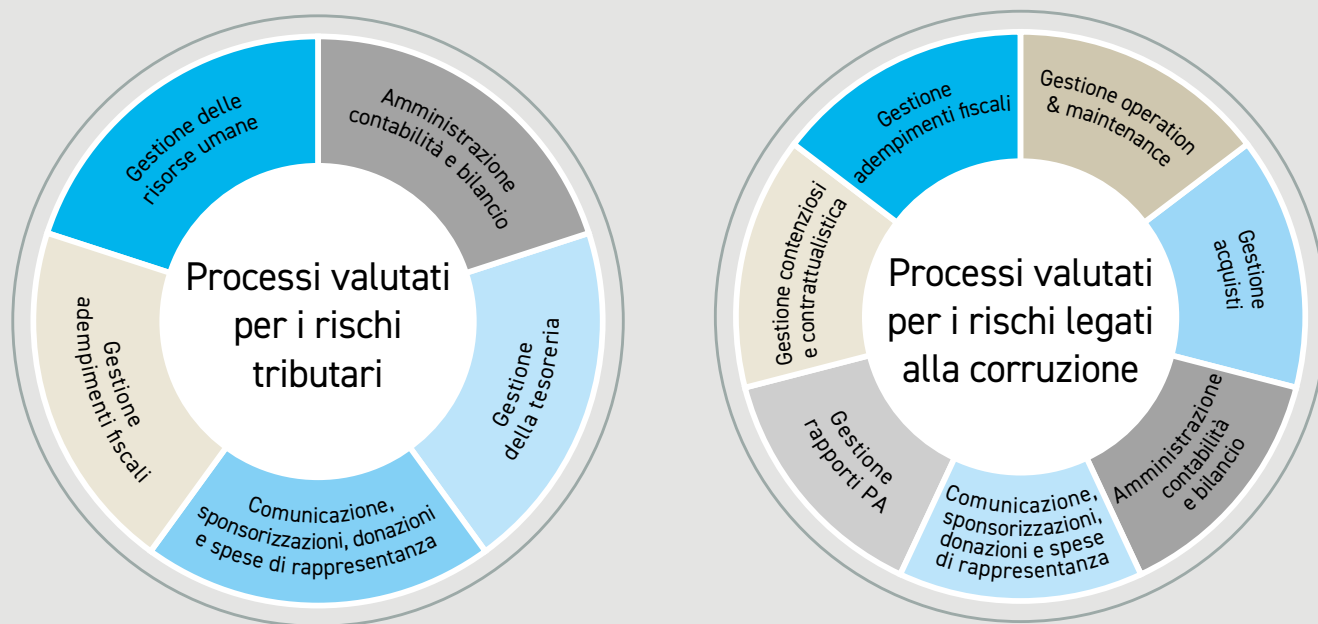 Gestione delle
risorse umane
Amministrazione
contabilità e bilancio
Gestione
della tesoreria
Comunicazione,
sponsorizzazioni, donazioni
e spese di rappresentanza
Gestione
adempimenti fiscali
Processi valutati
per i rischi
tributari
Gestione
adempimenti fiscali
Gestione operation
& maintenance
Gestione
acquisti
Amministrazione
contabilità
e bilancio
Comunicazione,
sponsorizzazioni,
donazioni e spese
di rappresentanza
Gestione
rapporti PA
Gestione contenziosi
e contrattualistica
Processi valutati
per i rischi legati
alla corruzione